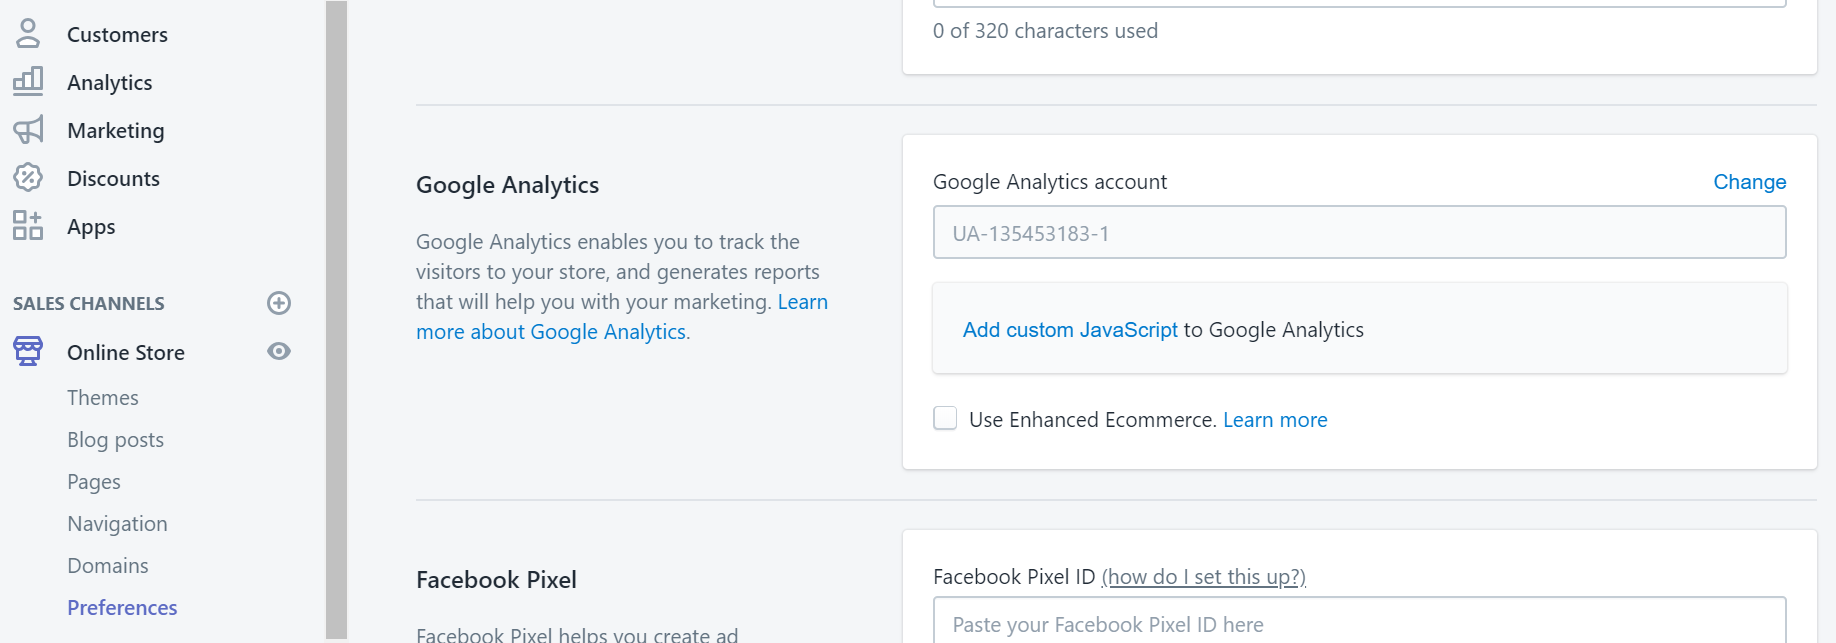 Customers
Analytics
Marketing
Discounts
Apps
SALES CHANNELS
Online Store
Themes
Blog posts
Pages
Navigation
Domains
Preferences
0 of 320 characters used
Google Analytics
Google Analytics enables you to track the
visitors to your store, and generates reports
that will help you with your marketing. Learn
more about Google Analytics.
Google Analytics account
Change
UA-135453183-1
Add custom JavaScript to Google Analytics
Use Enhanced Ecommerce. Learn more
Facebook Pixel
Facebook Pixel helps you create ad
Facebook Pixel ID (how do I set this up?)
Paste your Facebook Pixel ID here